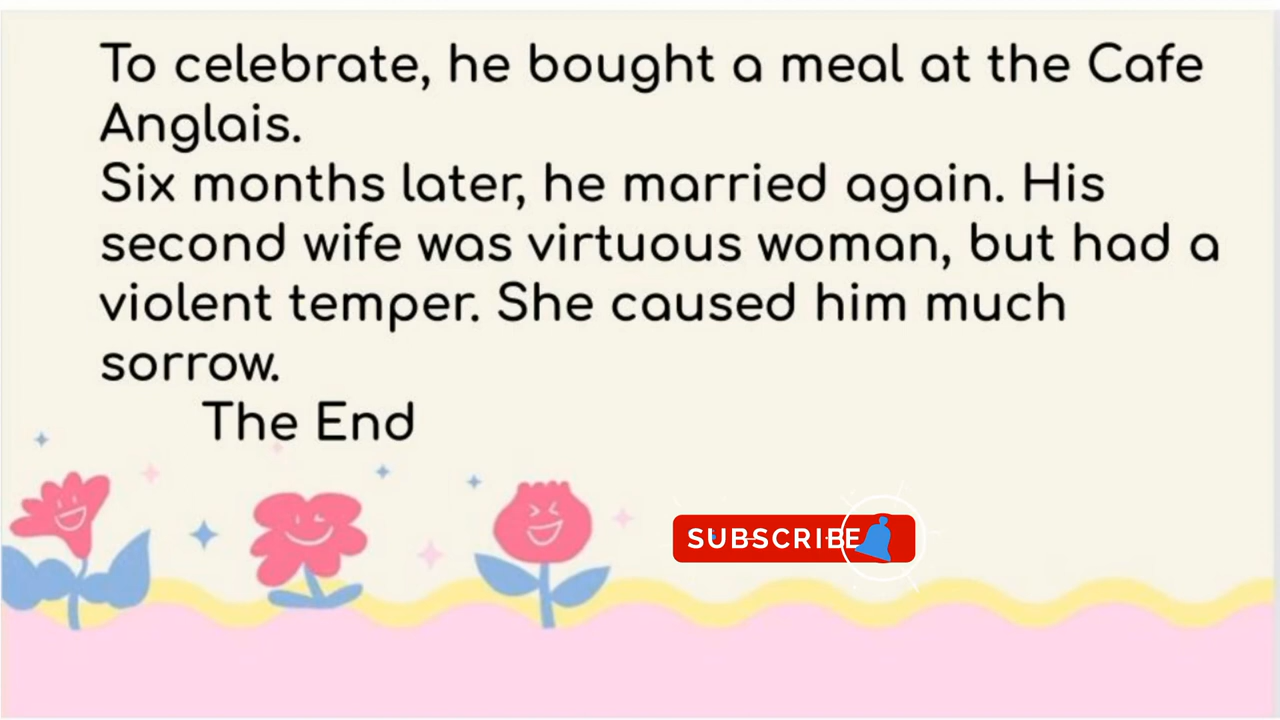 To celebrate, he bought a meal at the Cafe
Anglais.
Six months later, he married again. His
second wife was virtuous woman, but had a
violent temper. She caused him much
sorrow.
The End
SUBSCRIBE